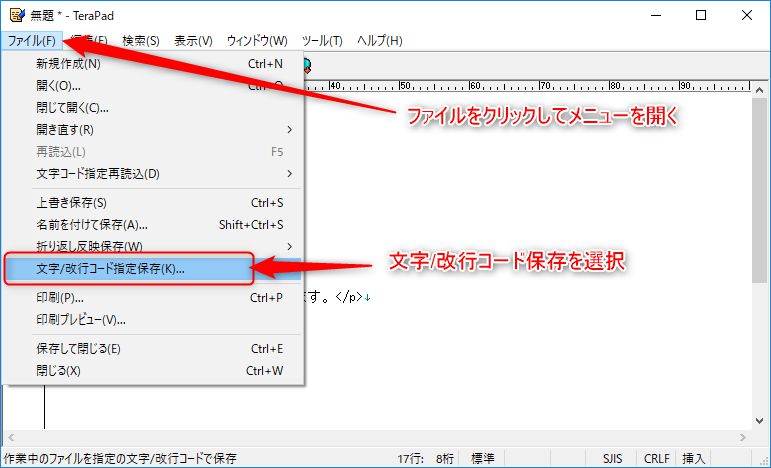 無題 * - TeraPad
ファイル(F) 検索(S) 表示(V) ウィンドウ(W) ツール(T) ヘルプ(H)
新規作成(N) Ctrl+N
開く(O)...
40 50 60 70 80 90
閉じて開く(C)...
ファイルをクリックしてメニューを開く
開き直す(R)
再読込(L) F5
文字コード指定再読込(D)
上書き保存(S) Ctrl+S
名前を付けて保存(A)... Shift+Ctrl+S
折り返し反映保存(W)
文字/改行コード保存を選択
文字/改行コード指定保存(K)...
印刷(P)... Ctrl+P
ます。</p>↓
印刷プレビュー(V)...
保存して閉じる(E) Ctrl+E
閉じる(X) Ctrl+W
作業中のファイルを指定の文字/改行コードで保存 17行: 8桁 標準 SJIS CRLF 挿入